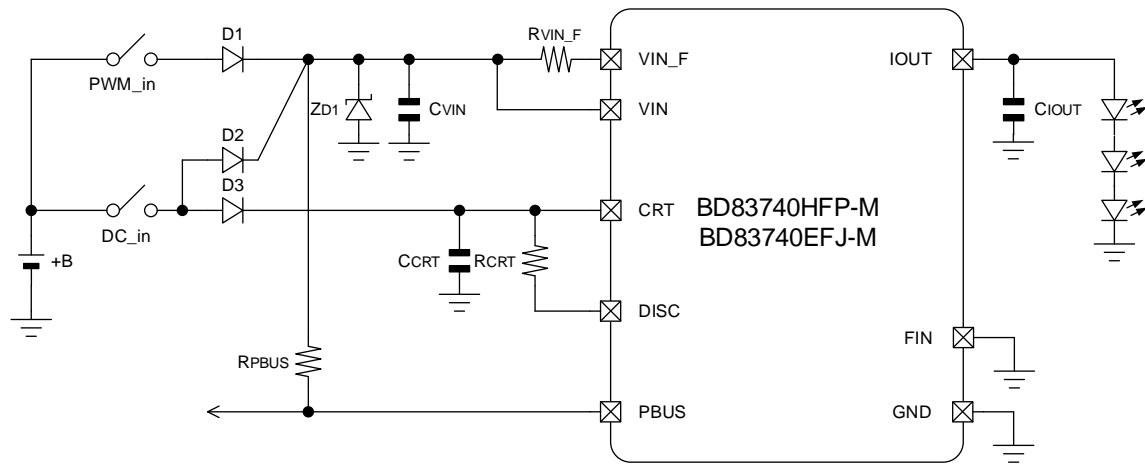 D1
PWM_in
D2
D3
DC_in
+B
RVIN_F
ZD1
CVIN
CCRT
RCRT
RPBUS
VIN_F
VIN
CRT
DISC
PBUS
BD83740HFP-M
BD83740EFJ-M
IOUT
FIN
GND
CIOUT